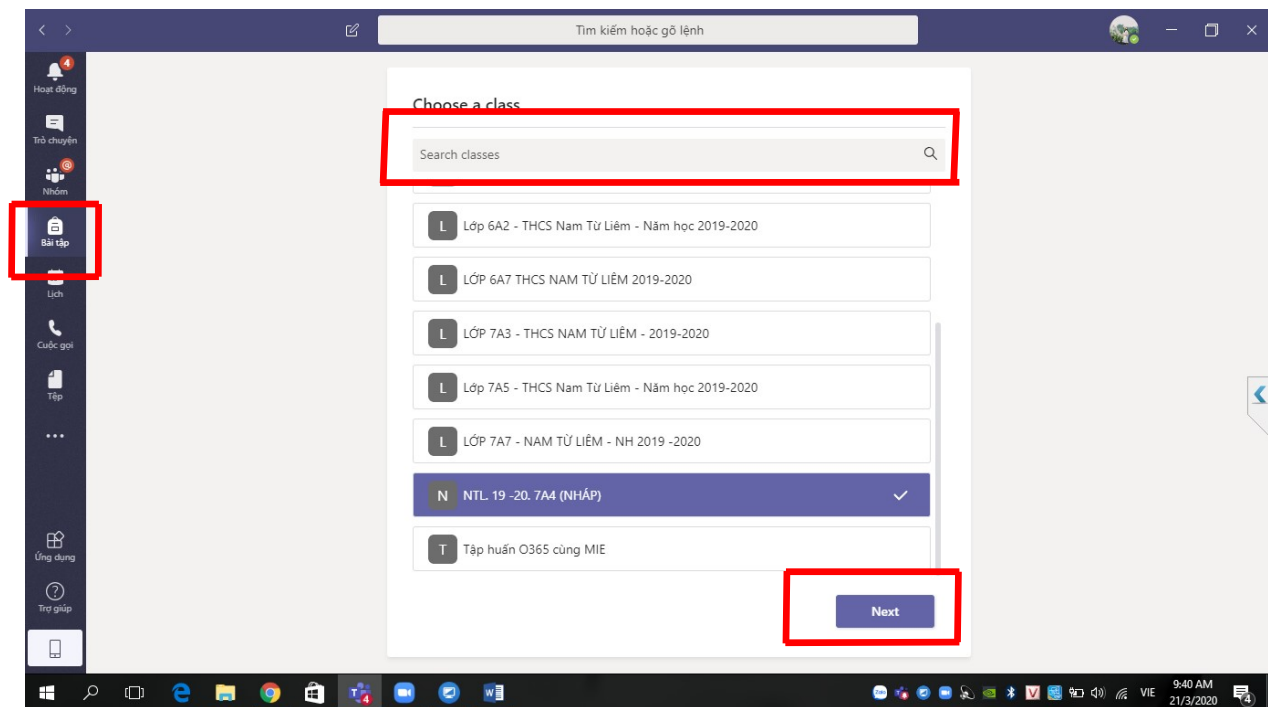 Tìm kiếm hoặc gõ lệnh
4
Hoạt động
Trò chuyện
@
Nhóm
Bài tập
Lịch
Cuộc gọi
Tệp
Ứng dụng
Trợ giúp
Choose a class
Search classes
L Lớp 6A2 - THCS Nam Từ Liêm - Năm học 2019-2020
L LỚP 6A7 THCS NAM TỪ LIÊM 2019-2020
L LỚP 7A3 - THCS NAM TỪ LIÊM - 2019-2020
L Lớp 7A5 - THCS Nam Từ Liêm - Năm học 2019-2020
L LỚP 7A7 - NAM TỪ LIÊM - NH 2019 -2020
N NTL. 19 -20. 7A4 (NHÁP)
T Tập huấn O365 cùng MIE
Next
4
Zalo
V
VIE
9:40 AM
21/3/2020
4